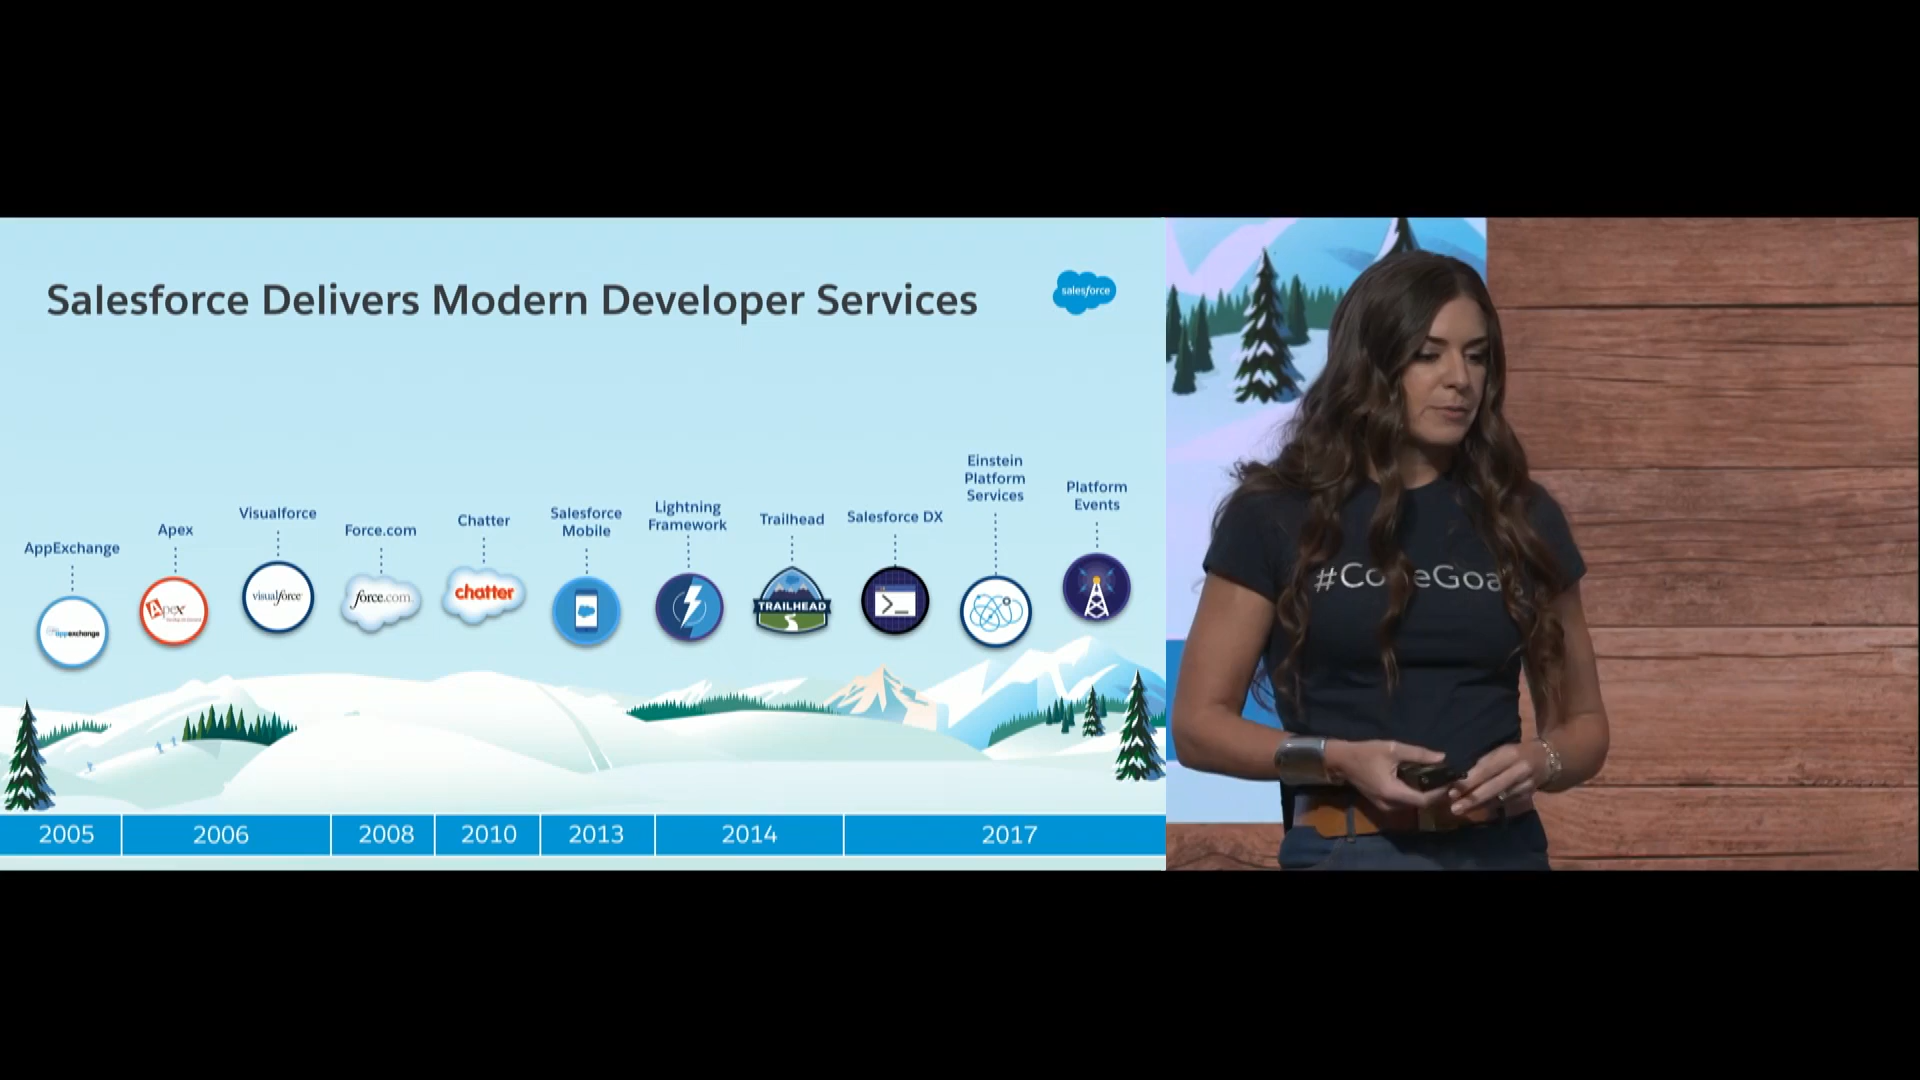 Salesforce Delivers Modern Developer Services
salesforce
AppExchange
Apex
Visualforce
Force.com
Chatter
Salesforce
Mobile
Lightning
Framework
Trailhead
Salesforce DX
Einstein
Platform
Services
Platform
Events
appexchange
Apex
visualforce
force.com
chatter
TRAILHEAD
>_
2005
2006
2008
2010
2013
2014
2017